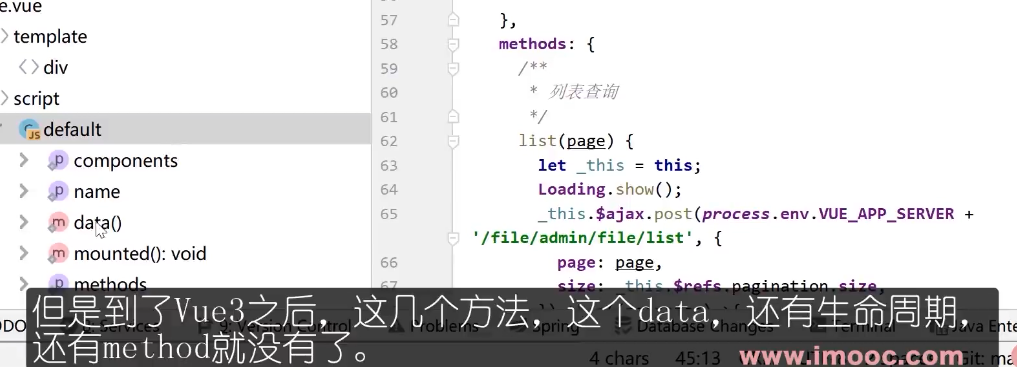 e.vue
template
<> div
script
default
components
name
data()
mounted(): void
methods
57 },
58 methods: {
59 /**
60 * 列表查询
61 */
62 list(page) {
63 let _this = this;
64 Loading.show();
65 _this.$ajax.post(process.env.VUE_APP_SERVER +
'/file/admin/file/list', {
66 page: page,
67 size: _this.$refs.pagination.size,
但是到了Vue3之后，这几个方法，这个data，还有生命周期，
还有method就没有了。
Services
9: Version Control
Problems
Spring
Database Changes
Terminal
4 chars
45:13
www.imooc.com
Git: ma